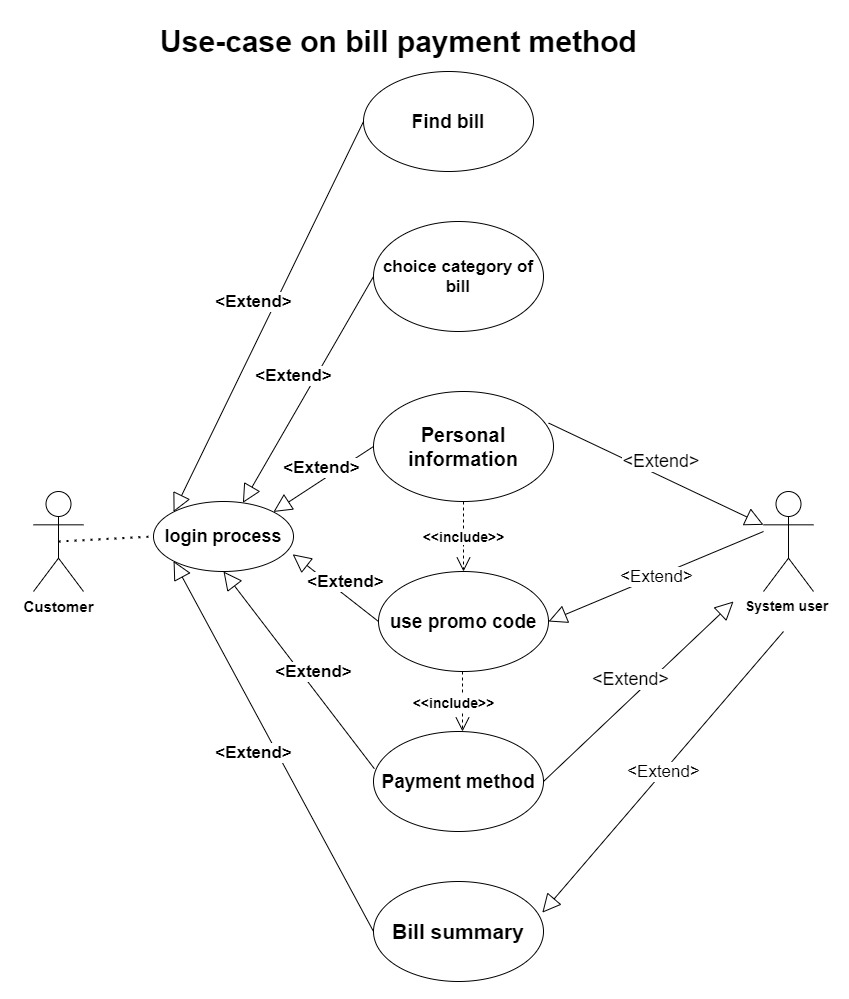 Use-case on bill payment method
Find bill
<Extend>
choice category of
bill
<Extend>
Personal
information
<Extend>
<Extend>
<<include>>
login process
Customer
<Extend>
use promo code
<Extend>
System user
<Extend>
<<include>>
<Extend>
Payment method
<Extend>
<Extend>
Bill summary